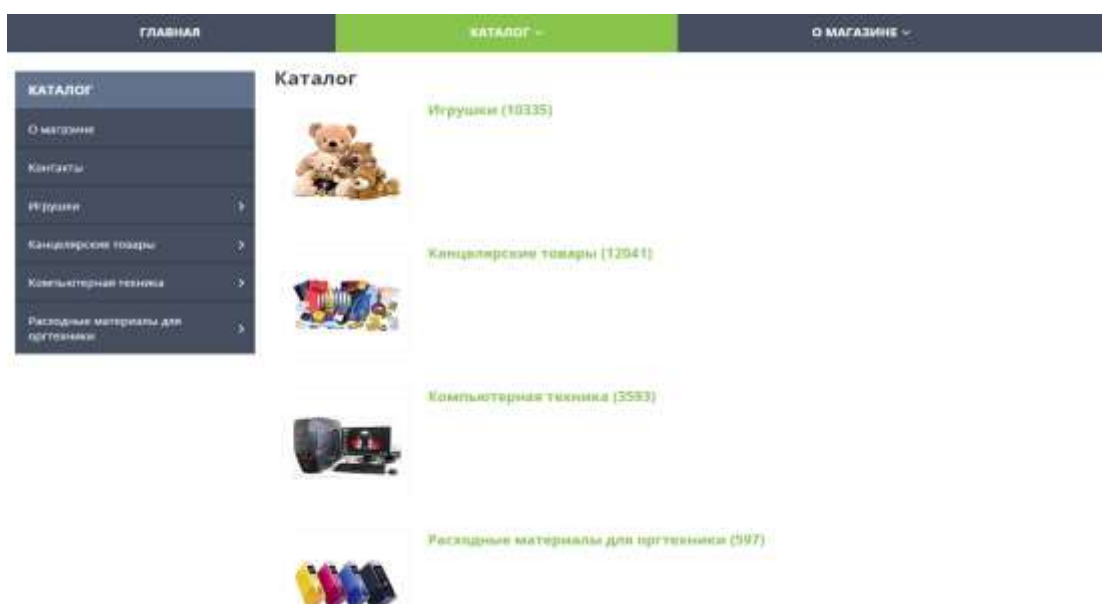 ГЛАВНАЯ
КАТАЛОГ
О МАГАЗИНЕ
КАТАЛОГ
О магазине
Контакты
Игрушки
Канцелярские товары
Компьютерная техника
Расходные материалы для
оргтехники
Каталог
Игрушки (10335)
Канцелярские товары (12041)
Компьютерная техника (3593)
Расходные материалы для оргтехники (597)